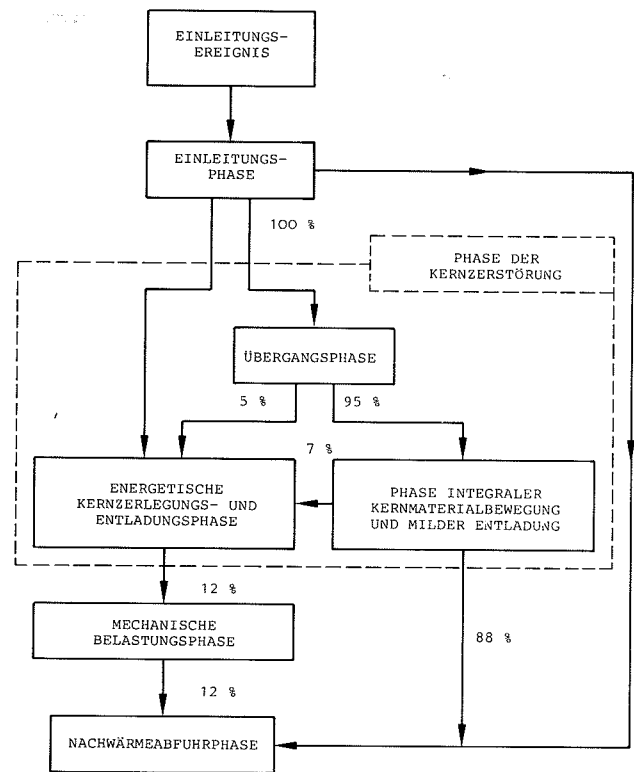 EINLEITUNGS-
EREIGNIS
EINLEITUNGS-
PHASE
100 %
PHASE DER
KERNZERSTÖRUNG
ÜBERGANGSPHASE
5 %
95 %
7 %
ENERGETISCHE
KERNZERLEGUNGS- UND
ENTLADUNGSPHASE
PHASE INTEGRALER
KERNMATERIALBEWEGUNG
UND MILDER ENTLADUNG
12 %
MECHANISCHE
BELASTUNGSPHASE
88 %
12 %
NACHWÄRMEABFUHRPHASE